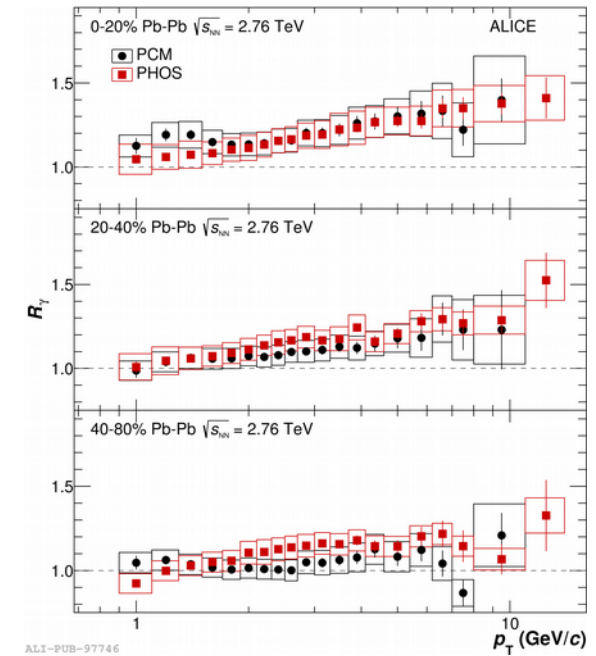 0-20% Pb-Pb √sNN = 2.76 TeV ALICE
PCM
PHOS
1.5
1.0
20-40% Pb-Pb √sNN = 2.76 TeV
1.5
1.0
Rγ
40-80% Pb-Pb √sNN = 2.76 TeV
1.5
1.0
1 10
pT (GeV/c)
ALI-PUB-97746